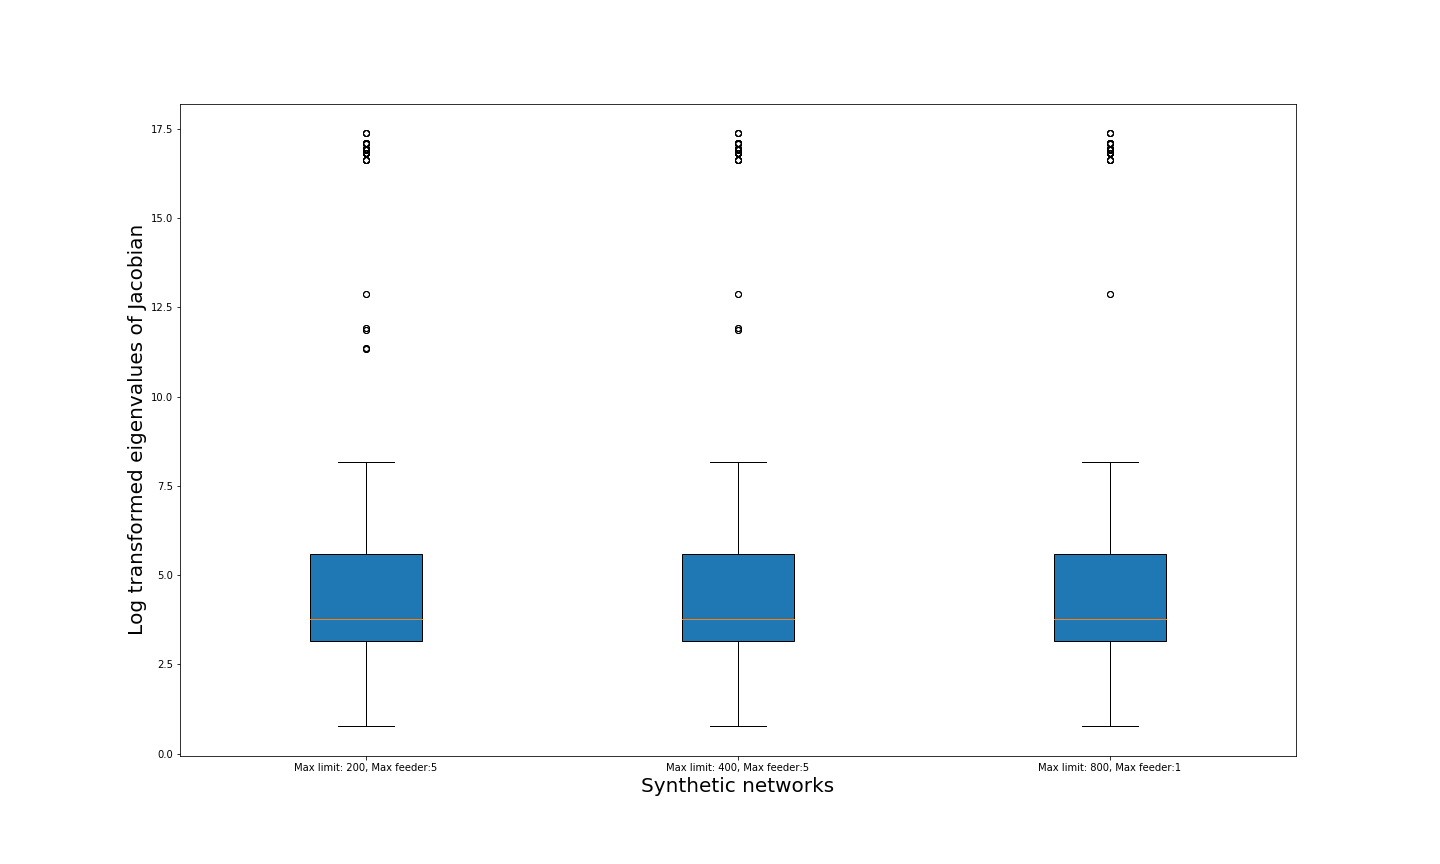 17.5
15.0
12.5
10.0
7.5
5.0
2.5
0.0
Log transformed eigenvalues of Jacobian
Max limit: 200, Max feeder:5
Max limit: 400, Max feeder:5
Max limit: 800, Max feeder:1
Synthetic networks